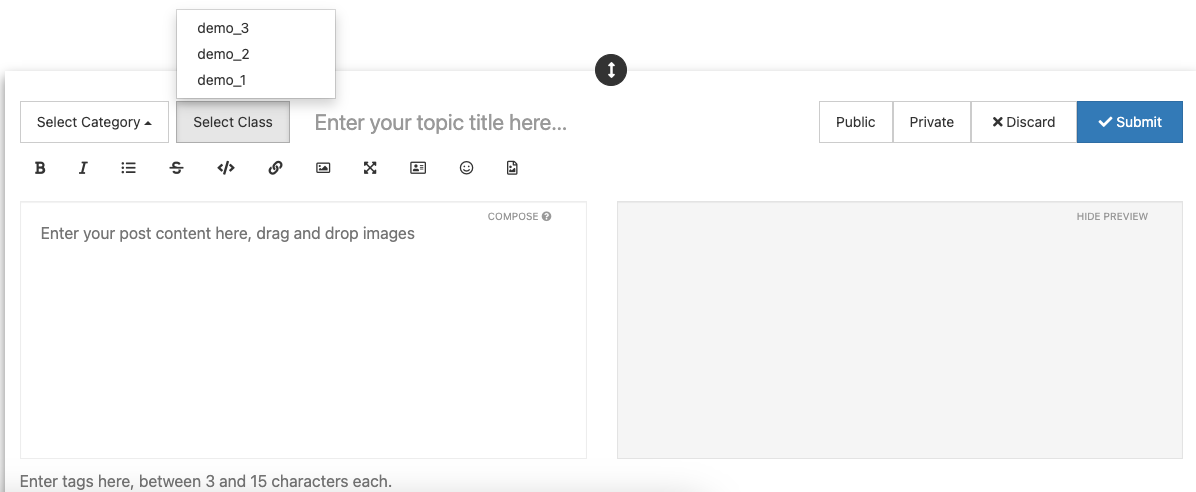 demo_3
demo_2
demo_1
Select Category Select Class Enter your topic title here... Public Private Discard Submit
COMPOSE HIDE PREVIEW
Enter your post content here, drag and drop images
Enter tags here, between 3 and 15 characters each.